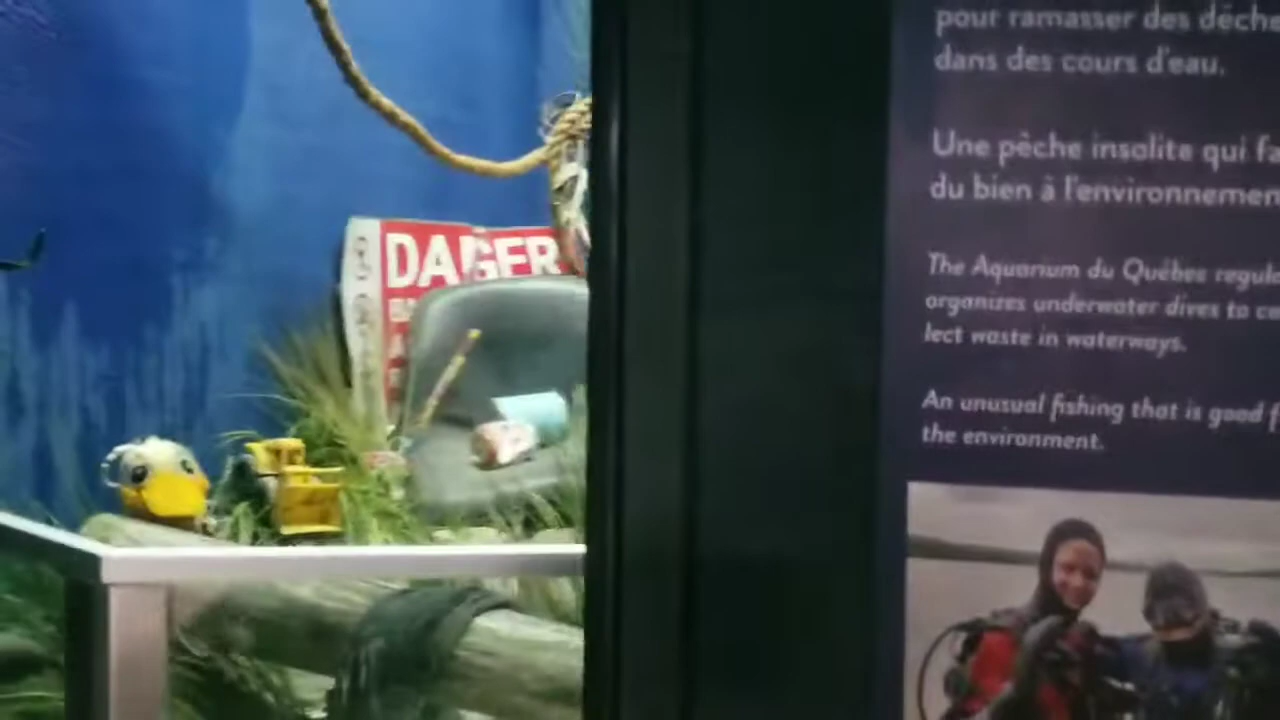 DANGER
pour ramasser des déche
dans des cours d'eau.
Une pêche insolite qui fa
du bien à l'environnemen
The Aquarium du Québec regula
organizes underwater dives to co
lect waste in waterways.
An unusual fishing that is good f
the environment.